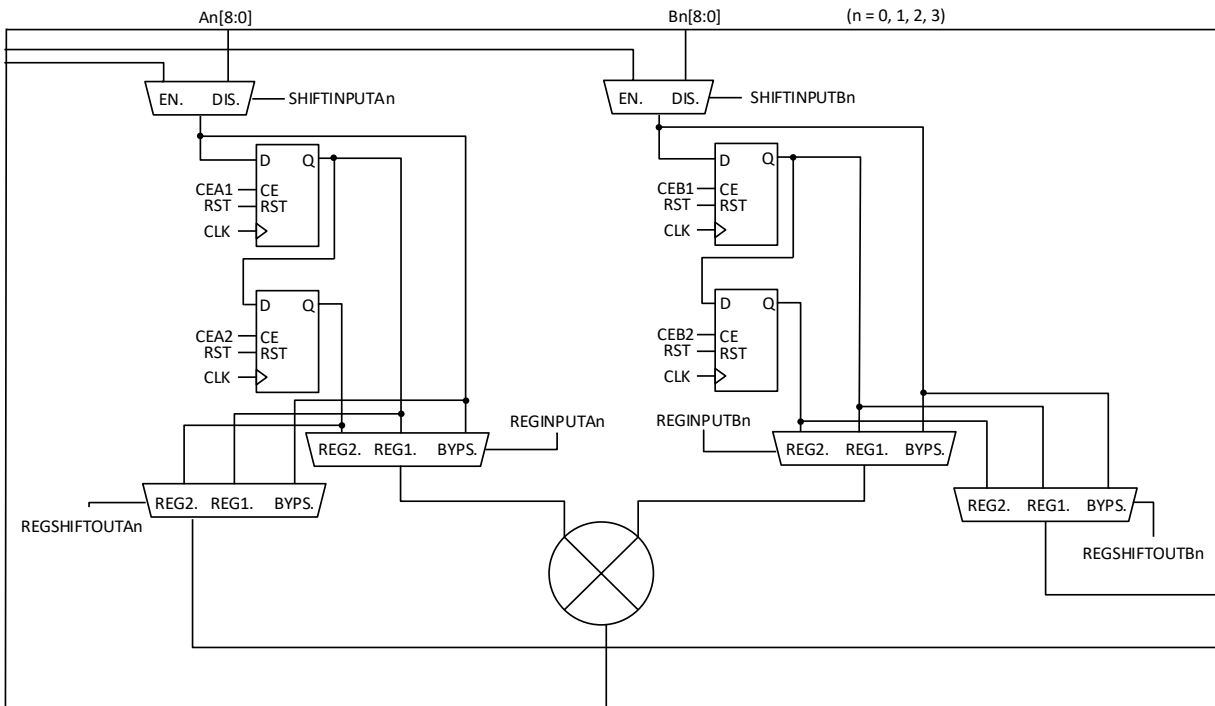 An[8:0]
Bn[8:0]
(n = 0, 1, 2, 3)
EN. DIS.
SHIFTINPUTAn
EN. DIS.
SHIFTINPUTBn
D Q
CEA1 CE
RST RST
CLK
D Q
CEB1 CE
RST RST
CLK
D Q
CEA2 CE
RST RST
CLK
D Q
CEB2 CE
RST RST
CLK
REGINPUTAn
REGINPUTBn
REG2. REG1. BYPS.
REG2. REG1. BYPS.
REG2. REG1. BYPS.
REG2. REG1. BYPS.
REGSHIFTOUTAn
REGSHIFTOUTBn